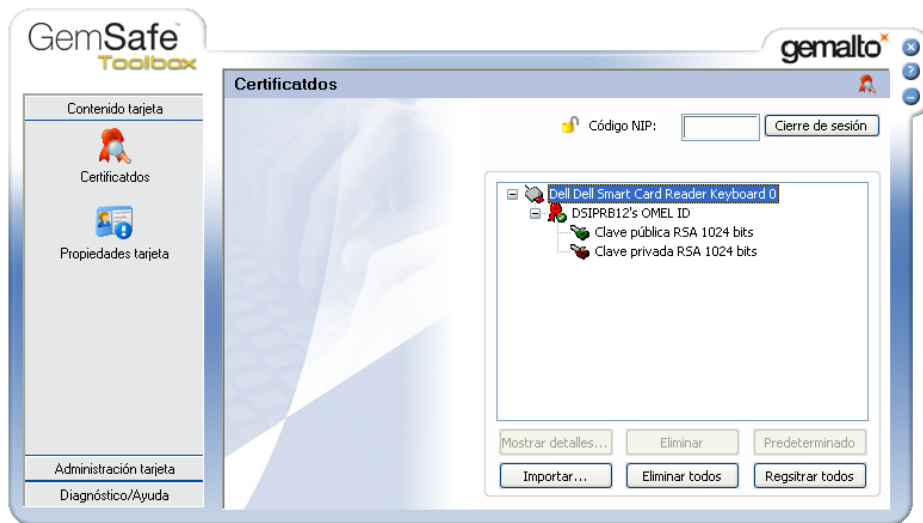 GemSafe
Toolbox
gemalto
Contenido tarjeta
Certificatdos
Propiedades tarjeta
Administración tarjeta
Diagnóstico/Ayuda
Certificatdos
Código NIP:
Cierre de sesión
Dell Dell Smart Card Reader Keyboard 0
DSIPRB12's OMEL ID
Clave pública RSA 1024 bits
Clave privada RSA 1024 bits
Mostrar detalles... Eliminar Predeterminado
Importar... Eliminar todos Regsitrar todos